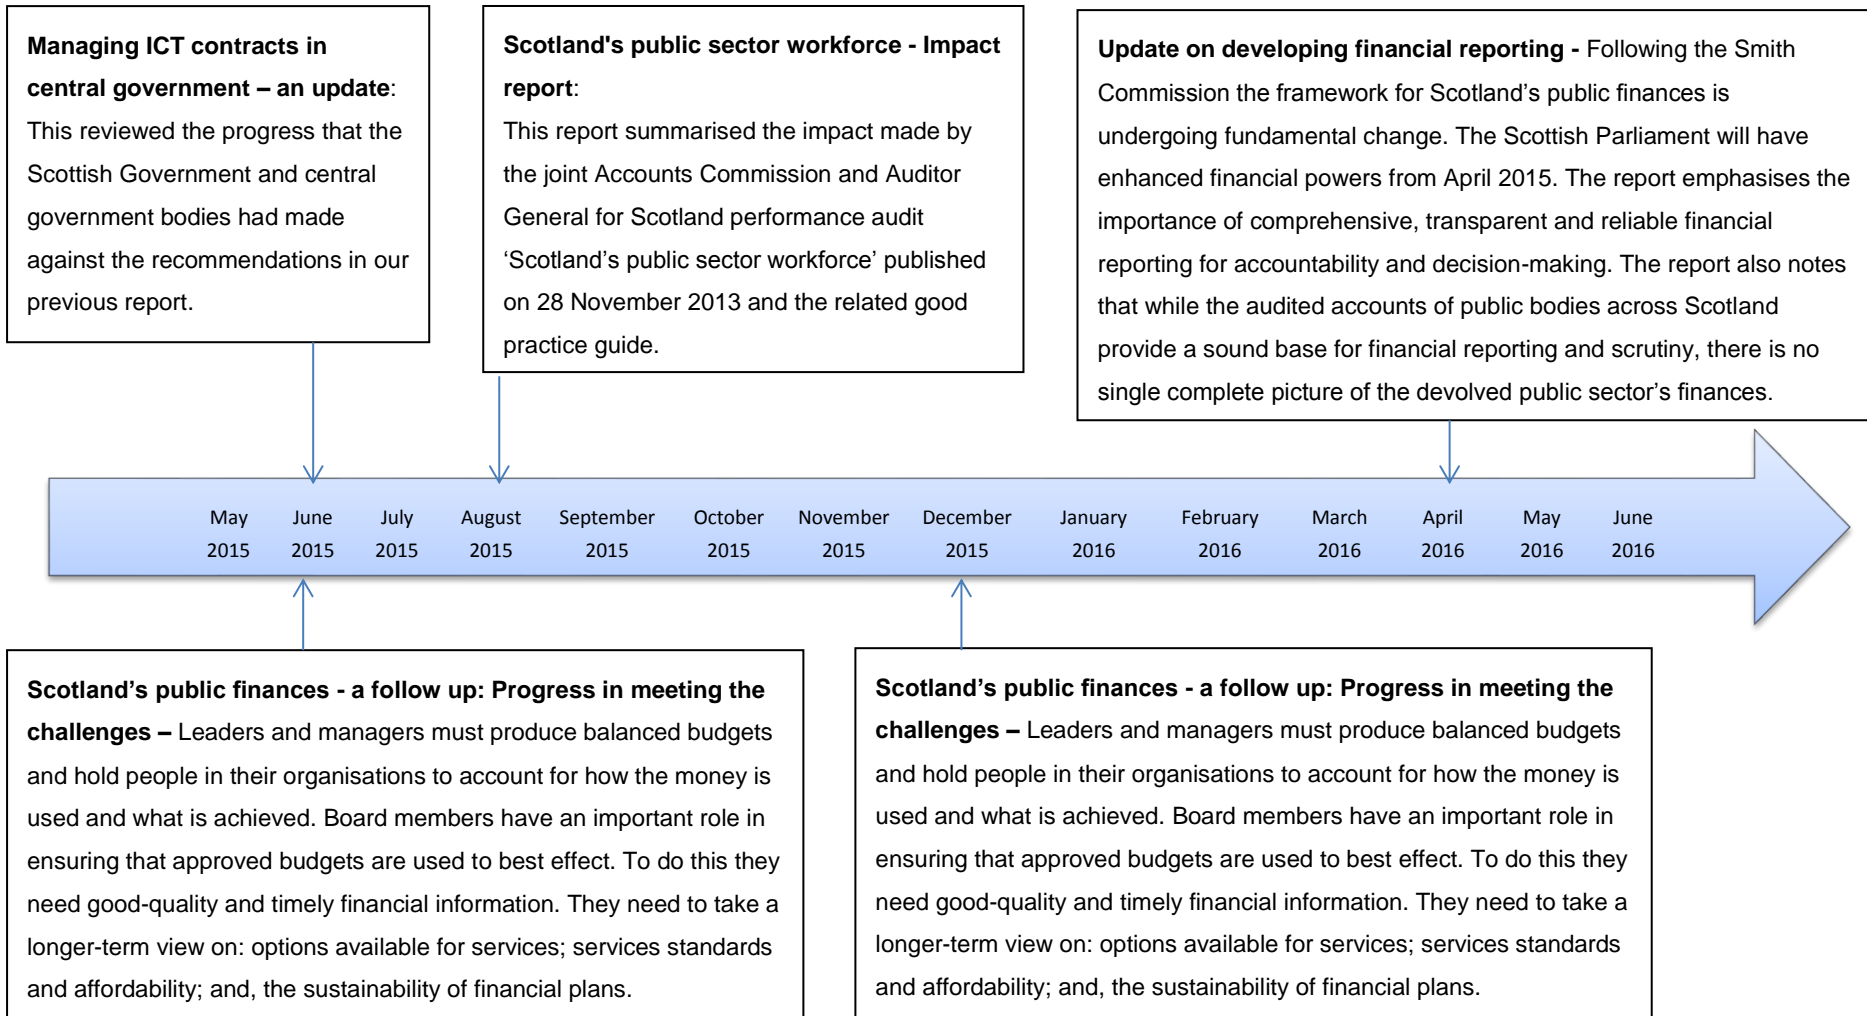 Managing ICT contracts in
central government – an update:
This reviewed the progress that the
Scottish Government and central
government bodies had made
against the recommendations in our
previous report.
Scotland's public sector workforce - Impact
report:
This report summarised the impact made by
the joint Accounts Commission and Auditor
General for Scotland performance audit
‘Scotland’s public sector workforce’ published
on 28 November 2013 and the related good
practice guide.
Update on developing financial reporting - Following the Smith
Commission the framework for Scotland’s public finances is
undergoing fundamental change. The Scottish Parliament will have
enhanced financial powers from April 2015. The report emphasises the
importance of comprehensive, transparent and reliable financial
reporting for accountability and decision-making. The report also notes
that while the audited accounts of public bodies across Scotland
provide a sound base for financial reporting and scrutiny, there is no
single complete picture of the devolved public sector’s finances.
May June July August September October November December January February March April May June
2015 2015 2015 2015 2015 2015 2015 2015 2016 2016 2016 2016 2016 2016
Scotland’s public finances - a follow up: Progress in meeting the
challenges – Leaders and managers must produce balanced budgets
and hold people in their organisations to account for how the money is
used and what is achieved. Board members have an important role in
ensuring that approved budgets are used to best effect. To do this they
need good-quality and timely financial information. They need to take a
longer-term view on: options available for services; services standards
and affordability; and, the sustainability of financial plans.
Scotland’s public finances - a follow up: Progress in meeting the
challenges – Leaders and managers must produce balanced budgets
and hold people in their organisations to account for how the money is
used and what is achieved. Board members have an important role in
ensuring that approved budgets are used to best effect. To do this they
need good-quality and timely financial information. They need to take a
longer-term view on: options available for services; services standards
and affordability; and, the sustainability of financial plans.